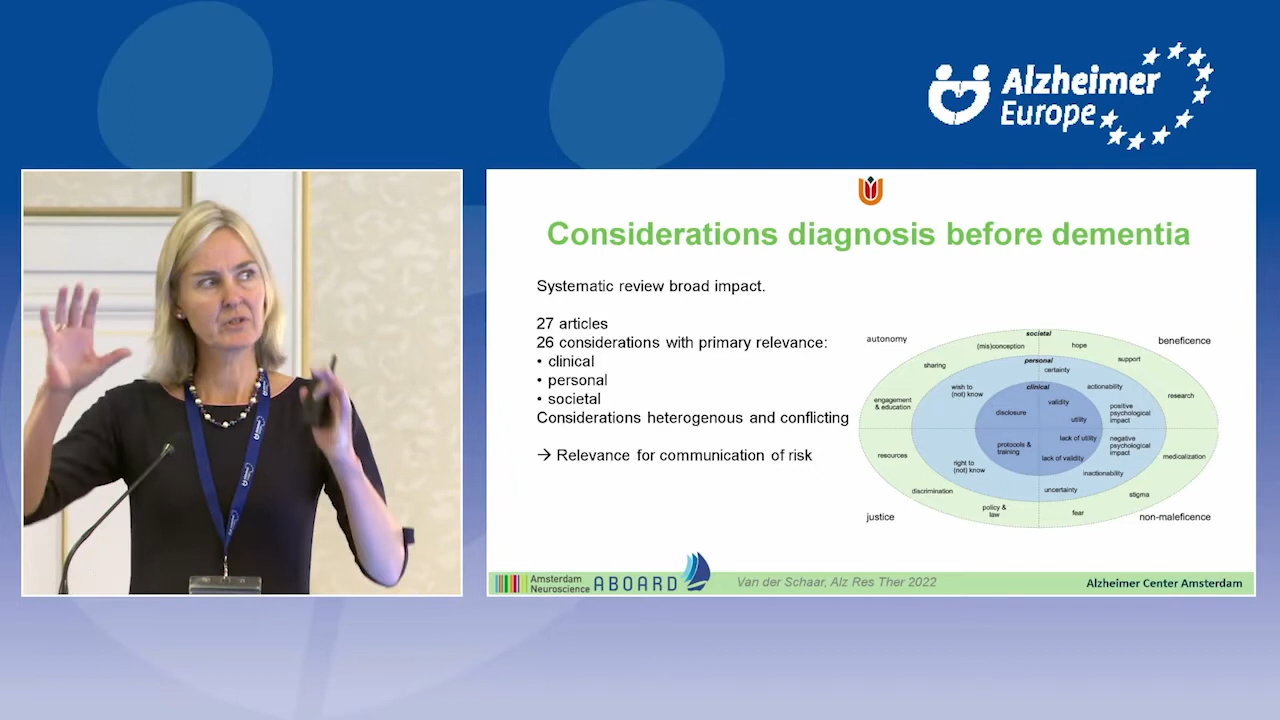 Alzheimer
Europe
Considerations diagnosis before dementia
Systematic review broad impact.
27 articles
26 considerations with primary relevance:
• clinical
• personal
• societal
Considerations heterogenous and conflicting
→ Relevance for communication of risk
autonomy
beneficence
societal
(mis)conception
hope
sharing
support
personal
certainty
wish to
(not) know
actionability
engagement
& education
research
clinical
validity
disclosure
utility
positive
psychological
impact
protocols &
training
lack of utility
lack of validity
negative
psychological
impact
resources
medicalization
right to
(not) know
inactionability
discrimination
uncertainty
stigma
policy &
law
fear
justice
non-maleficence
Amsterdam
Neuroscience
ABOARD
Van der Schaar, Alz Res Ther 2022
Alzheimer Center Amsterdam